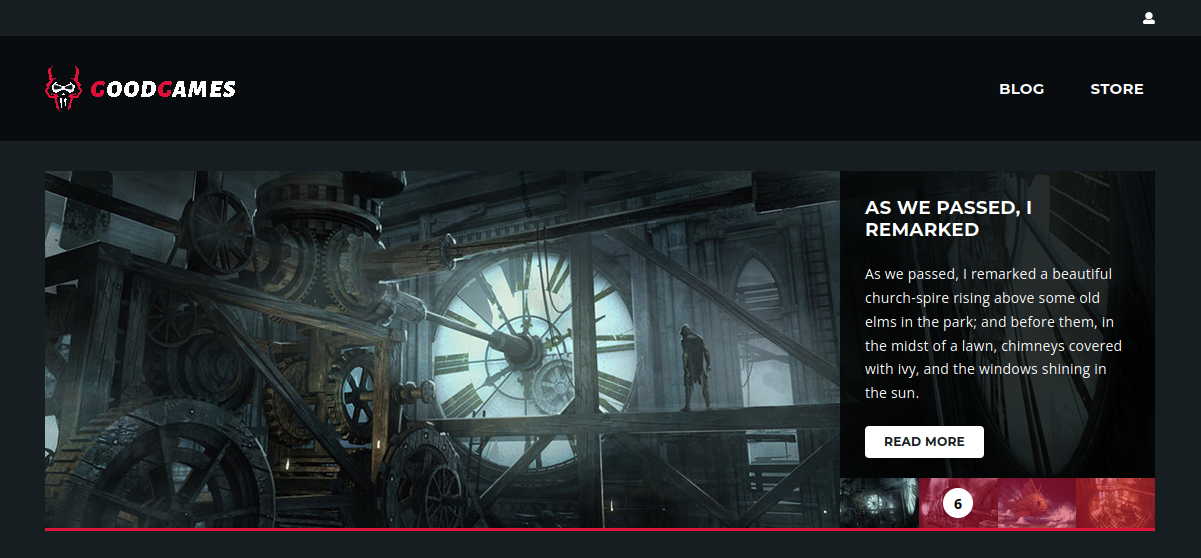 GOODGAMES
BLOG
STORE
AS WE PASSED, I
REMARKED
As we passed, I remarked a beautiful
church-spire rising above some old
elms in the park; and before them, in
the midst of a lawn, chimneys covered
with ivy, and the windows shining in
the sun.
READ MORE
6